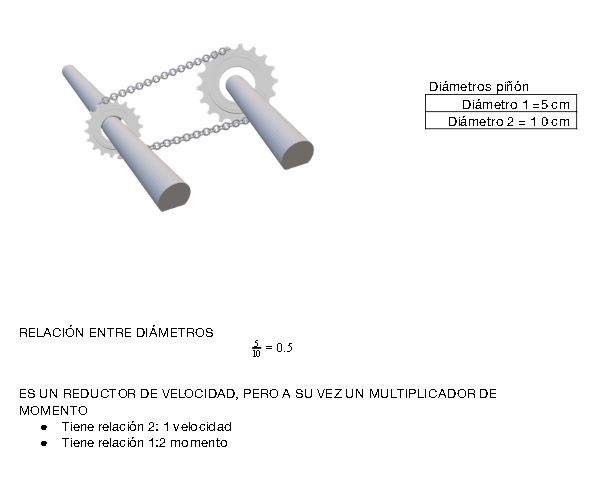 Diámetros piñón
Diámetro 1 =5 cm
Diámetro 2 = 10 cm
RELACIÓN ENTRE DIÁMETROS
5/10 = 0.5
ES UN REDUCTOR DE VELOCIDAD, PERO A SU VEZ UN MULTIPLICADOR DE
MOMENTO
● Tiene relación 2: 1 velocidad
● Tiene relación 1:2 momento